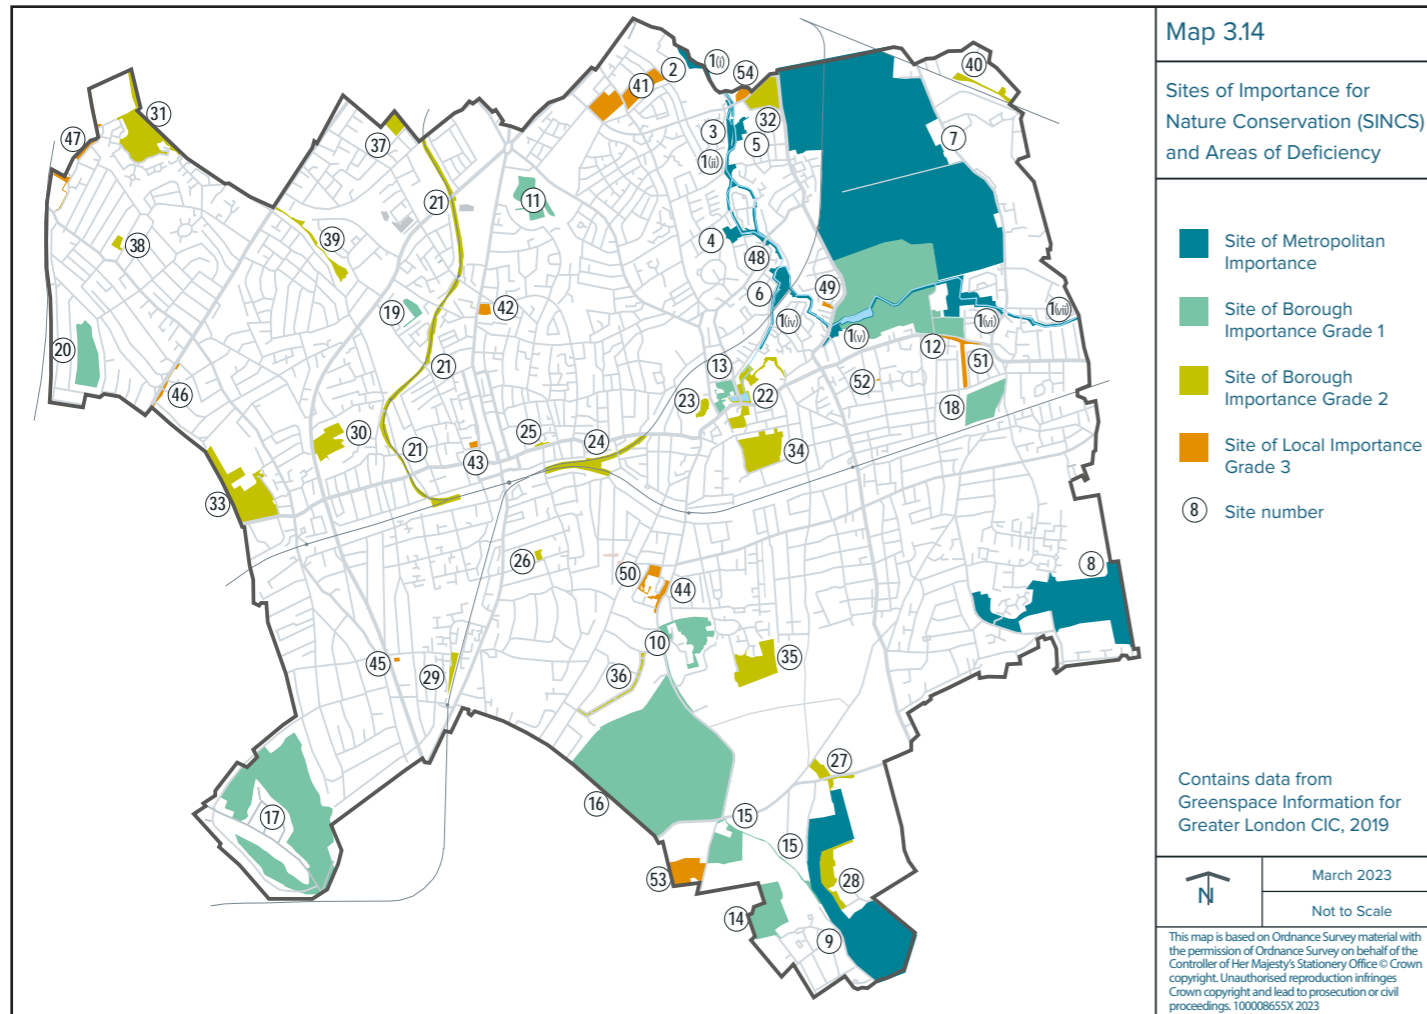 Map 3.14
Sites of Importance for
Nature Conservation (SINCS)
and Areas of Deficiency
Site of Metropolitan
Importance
Site of Borough
Importance Grade 1
Site of Borough
Importance Grade 2
Site of Local Importance
Grade 3
8 Site number
Contains data from
Greenspace Information for
Greater London CIC, 2019
N
March 2023
Not to Scale
This map is based on Ordnance Survey material with
the permission of Ordnance Survey on behalf of the
Controller of Her Majesty's Stationery Office © Crown
copyright. Unauthorised reproduction infringes
Crown copyright and lead to prosecution or civil
proceedings. 100008655X 2023
1(i)
2
54
40
41
31
32
3
5
7
47
37
1(ii)
11
21
4
38
39
48
6
49
19
42
1(iv)
1(v)
1(vi)
1(vii)
20
12
51
21
13
52
46
22
23
18
30
25
24
34
21
43
33
26
8
50
44
10
45
29
35
36
27
16
17
15
15
53
28
14
9